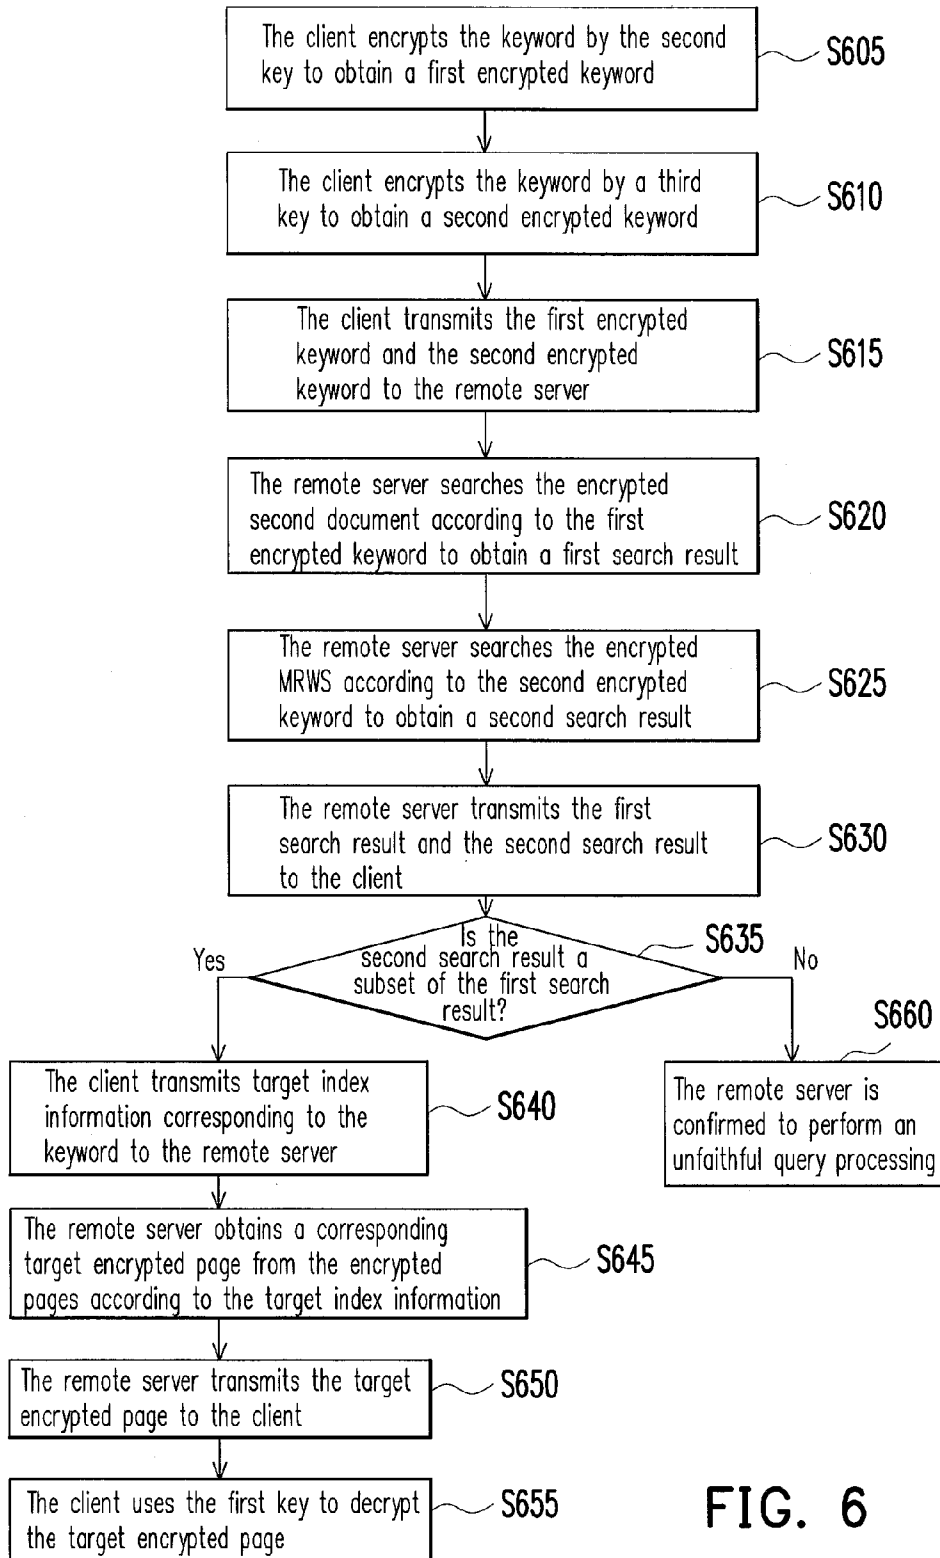 The client encrypts the keyword by the second
key to obtain a first encrypted keyword
S605
The client encrypts the keyword by a third
key to obtain a second encrypted keyword
S610
The client transmits the first encrypted
keyword and the second encrypted
keyword to the remote server
S615
The remote server searches the encrypted
second document according to the first
encrypted keyword to obtain a first search result
S620
The remote server searches the encrypted
MRWS according to the second encrypted
keyword to obtain a second search result
S625
The remote server transmits the first
search result and the second search result
to the client
S630
Is the
second search result a
subset of the first search
result?
S635
Yes
No
S660
The client transmits target index
information corresponding to the
keyword to the remote server
S640
The remote server is
confirmed to perform an
unfaithful query processing
The remote server obtains a corresponding
target encrypted page from the encrypted
pages according to the target index information
S645
The remote server transmits the target
encrypted page to the client
S650
The client uses the first key to decrypt
the target encrypted page
S655
FIG. 6